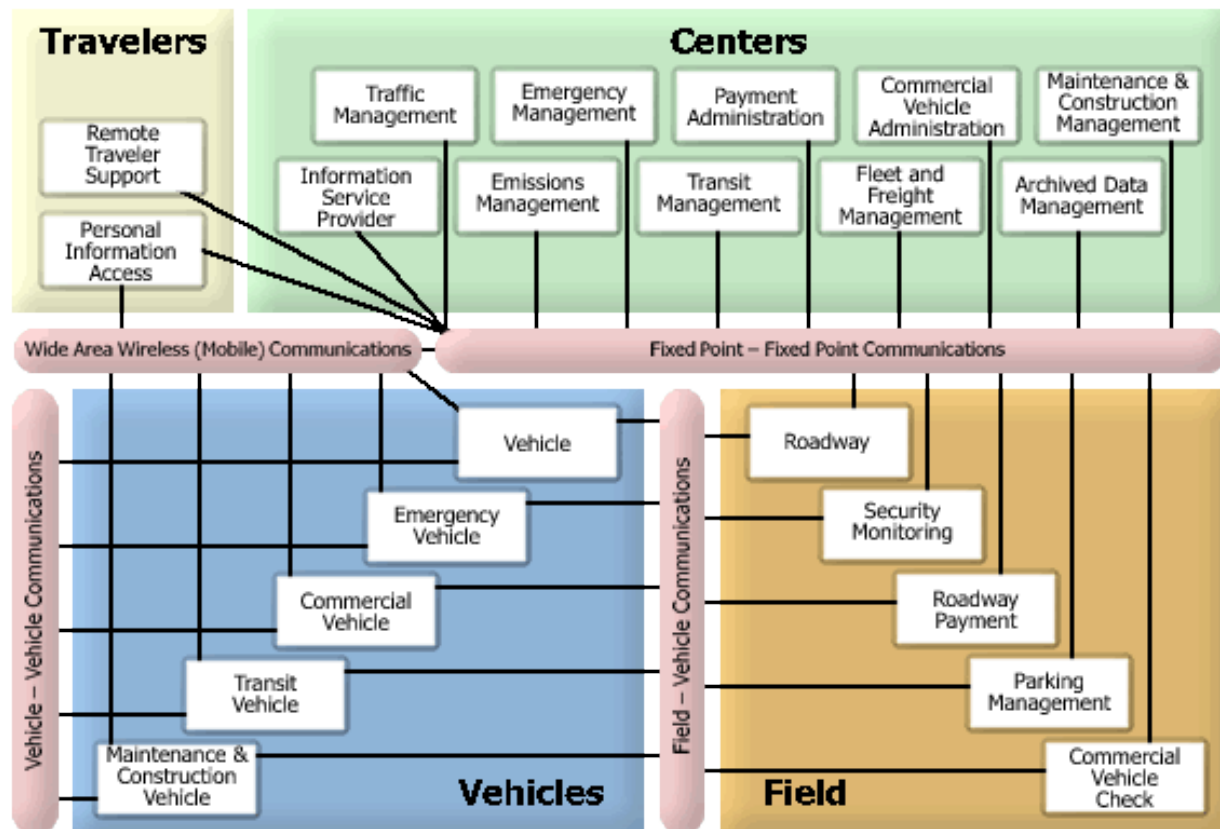 Travelers
Remote
Traveler
Support
Personal
Information
Access
Centers
Traffic
Management
Emergency
Management
Payment
Administration
Commercial
Vehicle
Administration
Maintenance &
Construction
Management
Information
Service
Provider
Emissions
Management
Transit
Management
Fleet and
Freight
Management
Archived Data
Management
Wide Area Wireless (Mobile) Communications
Fixed Point – Fixed Point Communications
Vehicle – Vehicle Communications
Vehicle
Emergency
Vehicle
Commercial
Vehicle
Transit
Vehicle
Maintenance &
Construction
Vehicle
Vehicles
Field – Vehicle Communications
Roadway
Security
Monitoring
Roadway
Payment
Parking
Management
Commercial
Vehicle
Check
Field